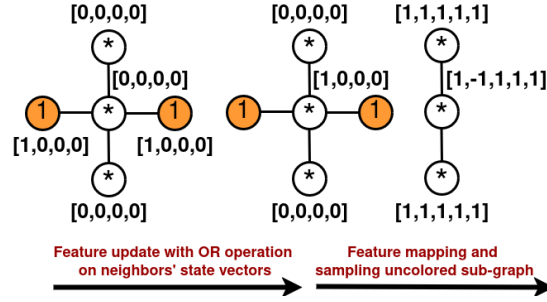 [0,0,0,0] [0,0,0,0] [1,1,1,1,1]
* * *
[0,0,0,0] [1,0,0,0] [1,-1,1,1,1]
1 * 1 1 * 1 *
[1,0,0,0] [1,0,0,0]
* * *
[0,0,0,0] [0,0,0,0] [1,1,1,1,1]
Feature update with OR operation
on neighbors' state vectors
Feature mapping and
sampling uncolored sub-graph